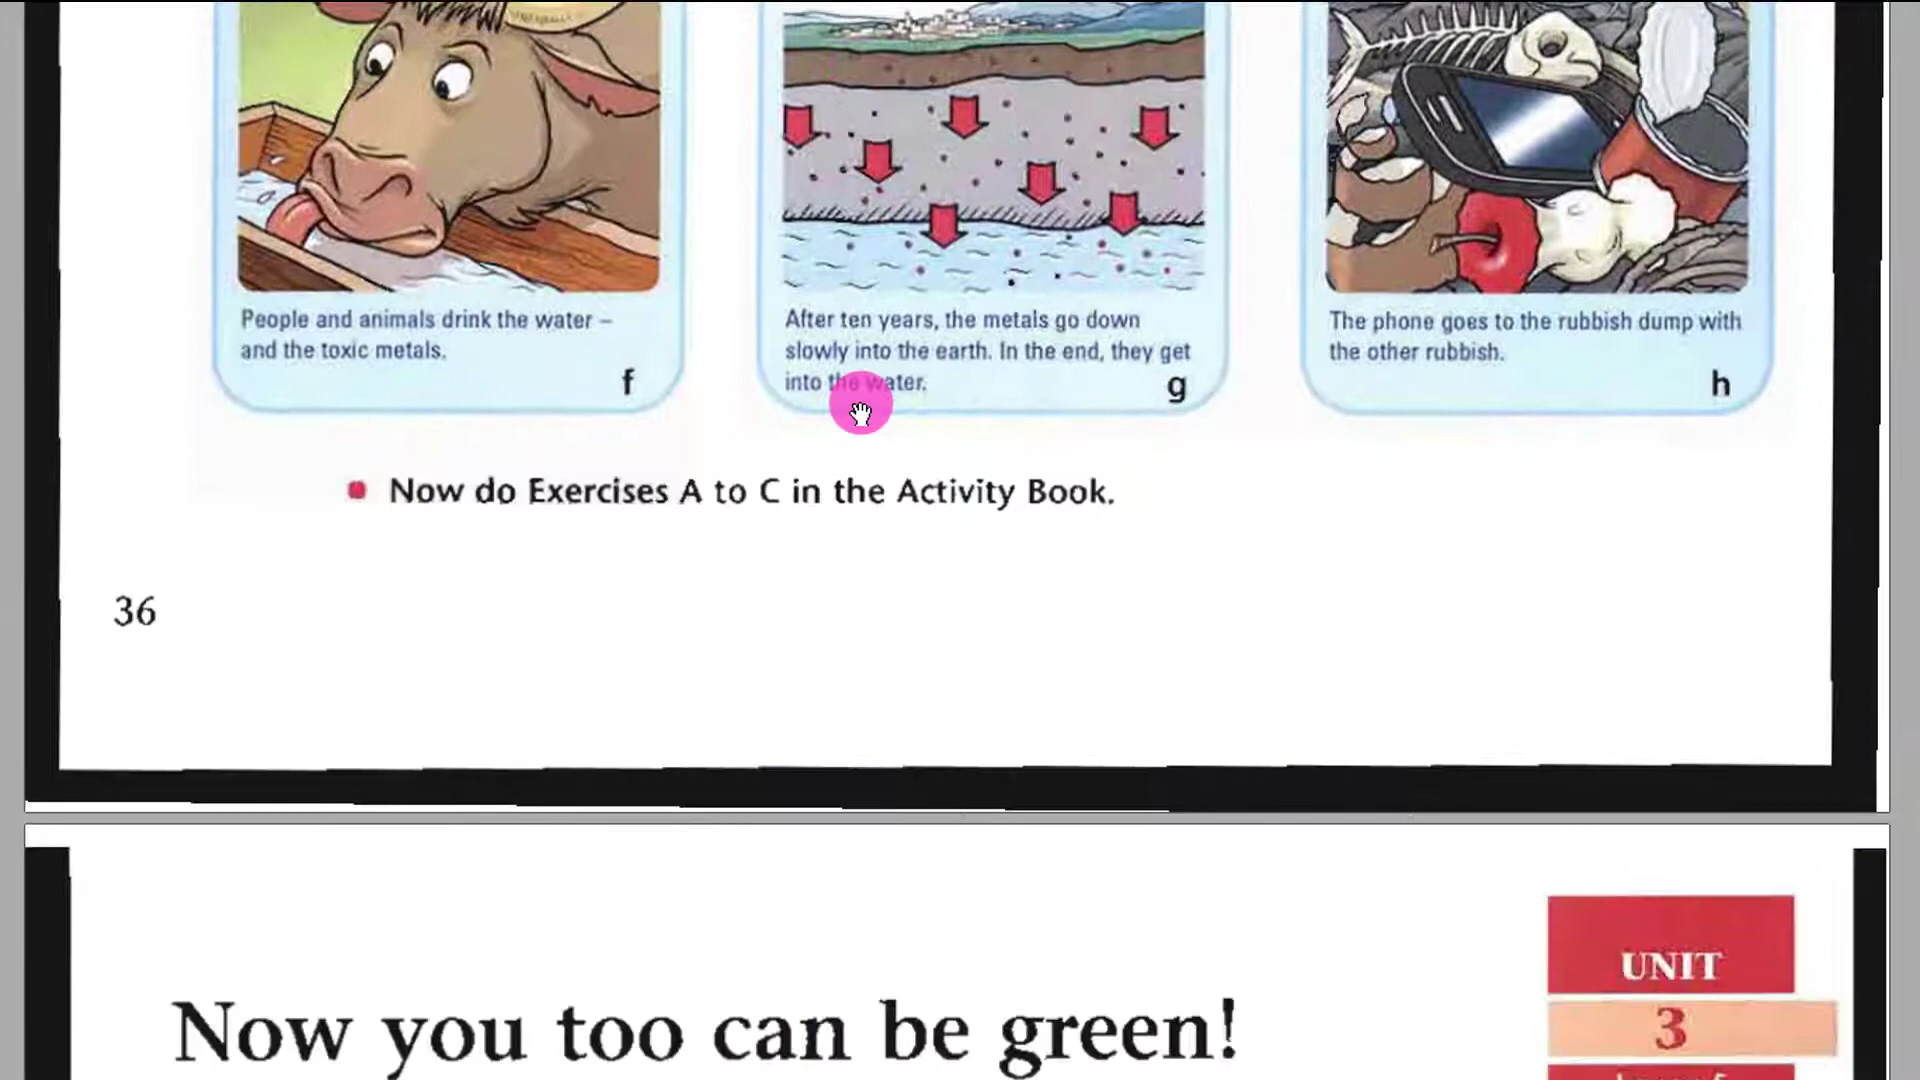 People and animals drink the water –
and the toxic metals.
f
After ten years, the metals go down
slowly into the earth. In the end, they get
into the water.
g
The phone goes to the rubbish dump with
the other rubbish.
h
Now do Exercises A to C in the Activity Book.
36
UNIT
3
Now you too can be green!